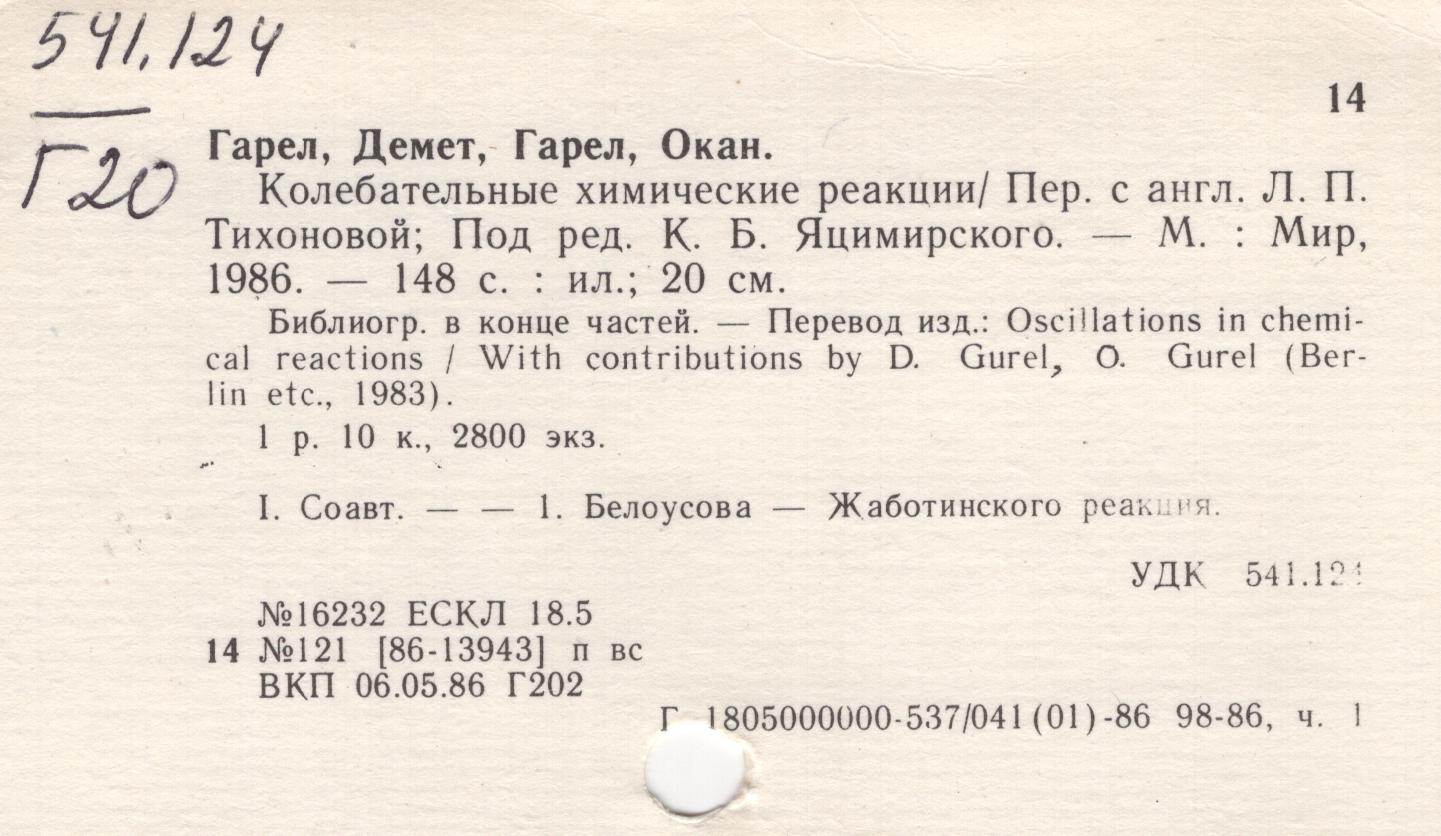 541.124
Г20
14
Гарел, Демет, Гарел, Окан.
Колебательные химические реакции/ Пер. с англ. Л. П.
Тихоновой; Под ред. К. Б. Яцимирского. — М. : Мир,
1986. — 148 с. : ил.; 20 см.
Библиогр. в конце частей. — Перевод изд.: Oscillations in chemi-
cal reactions / With contributions by D. Gurel, O. Gurel (Ber-
lin etc., 1983).
1 р. 10 к., 2800 экз.
I. Соавт. — — 1. Белоусова — Жаботинского реакция.
УДК 541.124
№16232 ЕСКЛ 18.5
14 №121 [86-13943] п вс
ВКП 06.05.86 Г202
Г 1805000000-537/041(01)-86 98-86, ч. 1